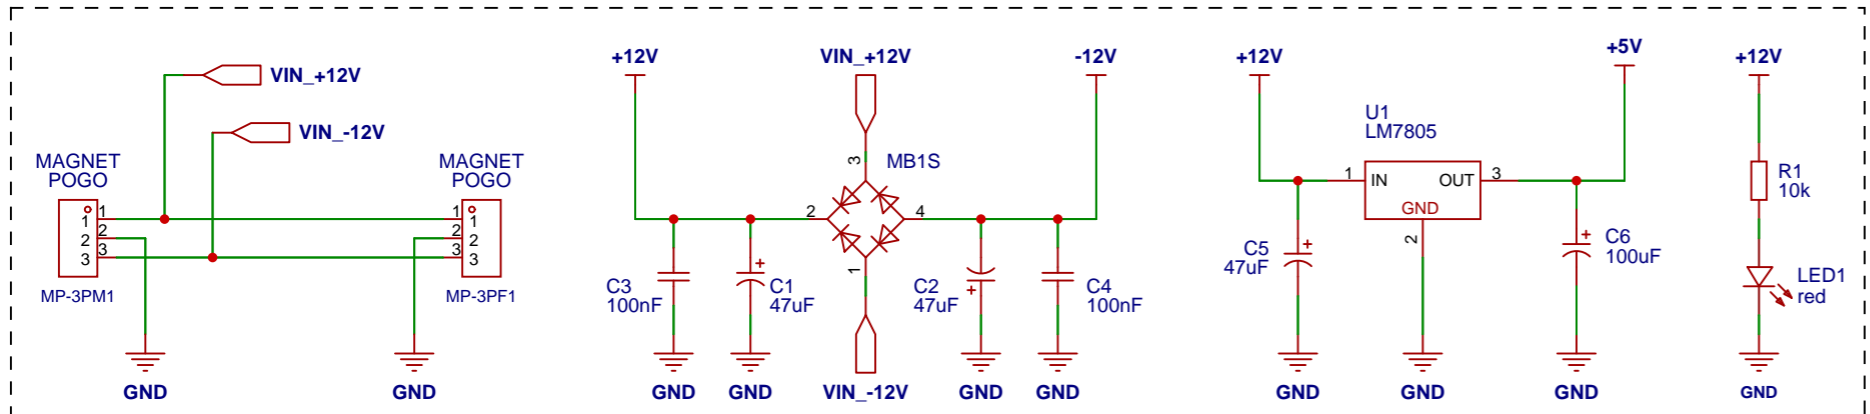 VIN_+12V
VIN_-12V
MAGNET
POGO
1
2
3
1
2
3
MP-3PM1
GND
MAGNET
POGO
1
2
3
1
2
3
MP-3PF1
GND
+12V
VIN_+12V
-12V
3
MB1S
2
4
1
C3
100nF
C1
47uF
C2
47uF
C4
100nF
+
+
GND
GND
VIN_-12V
GND
GND
+12V
+5V
U1
LM7805
1
IN
OUT
3
GND
2
C5
47uF
+
C6
100uF
+
GND
GND
GND
+12V
R1
10k
LED1
red
GND